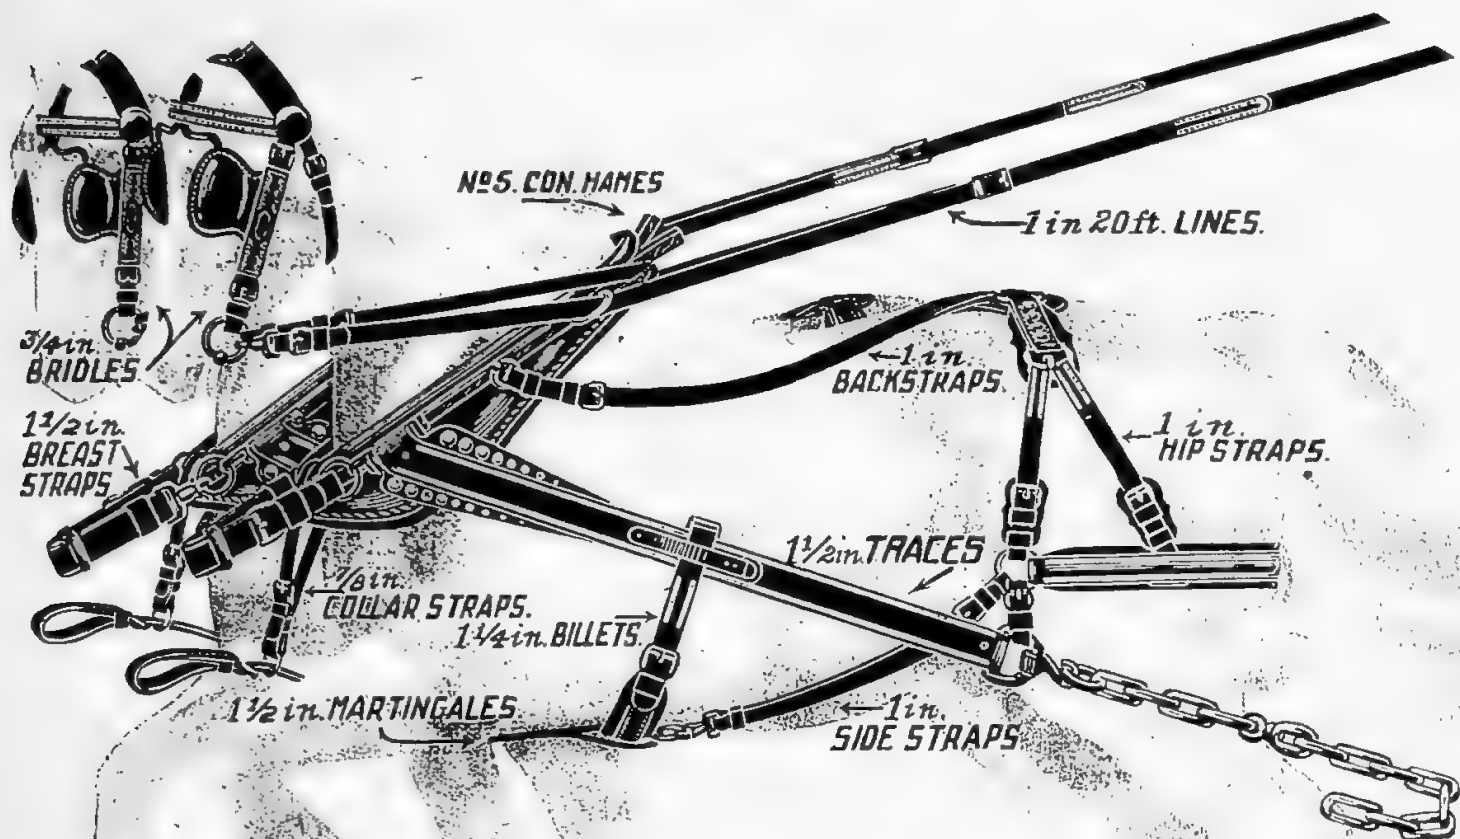 Nº5. CON. HAMES
1 in 20ft. LINES.
3/4 in.
BRIDLES
1 in
BACKSTRAPS.
1 1/2 in.
BREAST
STRAPS
1 in.
HIP STRAPS.
1 1/2 in. TRACES
7/8 in
COLLAR STRAPS.
1 1/4 in. BILLETS.
1 1/2 in. MARTINGALES
1 in.
SIDE STRAPS